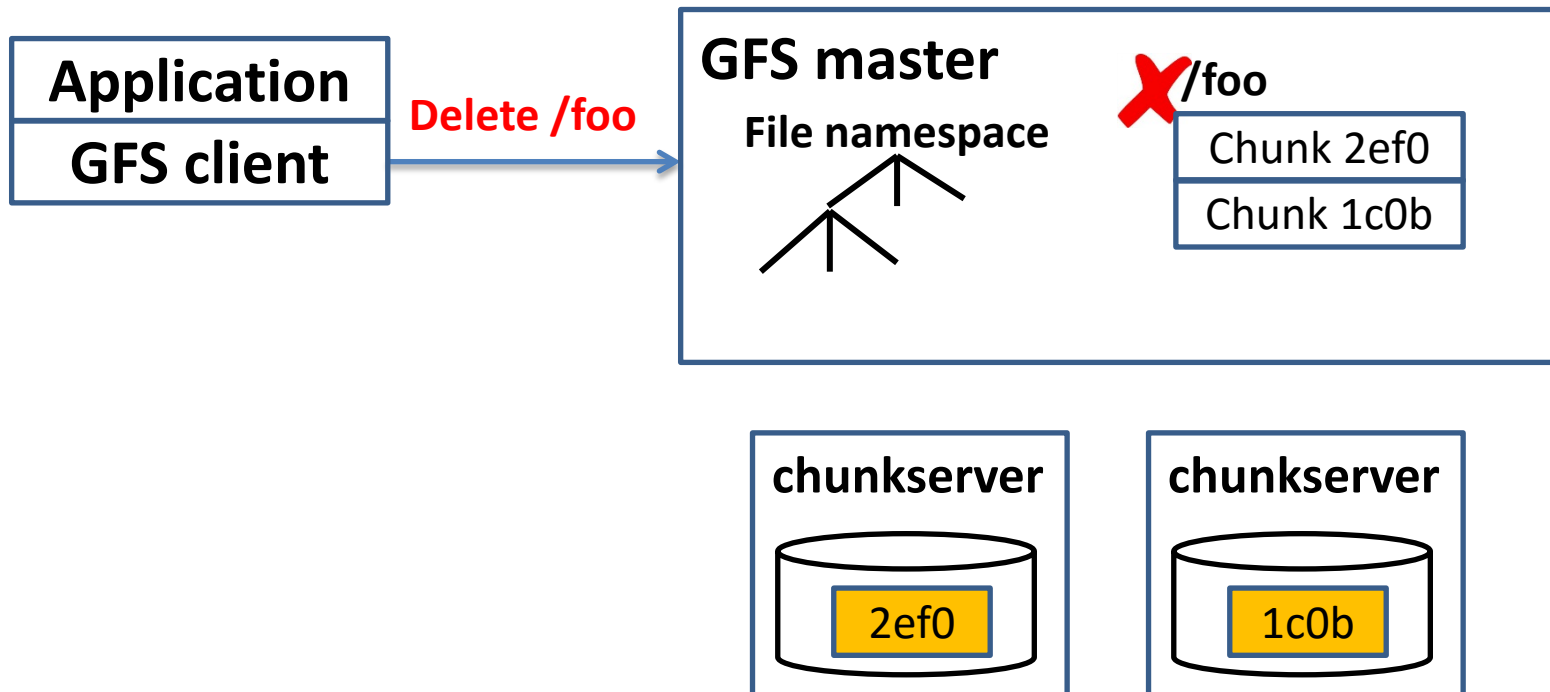 Application
GFS client
Delete /foo
GFS master
File namespace
/foo
Chunk 2ef0
Chunk 1c0b
chunkserver
2ef0
chunkserver
1c0b